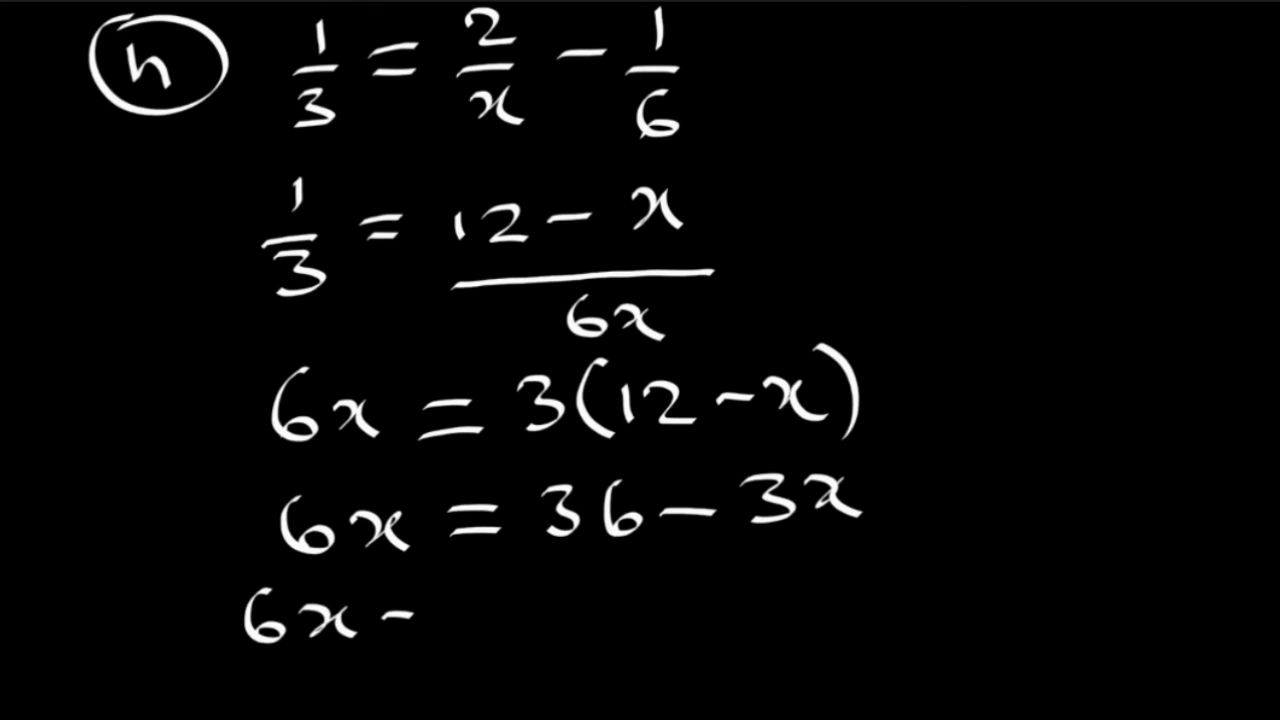 (h) 1/3 = 2/x - 1/6
1/3 = (12 - x)/6x
6x = 3(12 - x)
6x = 36 - 3x
6x -